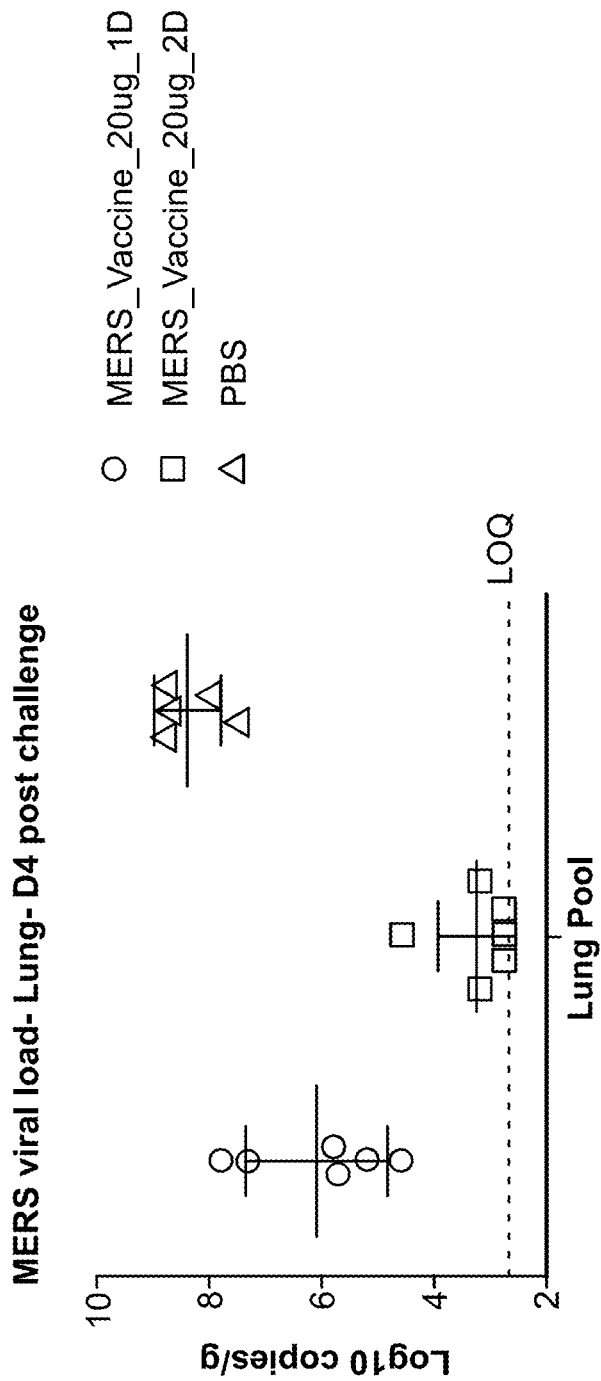 MERS viral load- Lung- D4 post challenge
Log10 copies/g
10
8
6
4
2
LOQ
Lung Pool
MERS_Vaccine_20ug_1D
MERS_Vaccine_20ug_2D
PBS